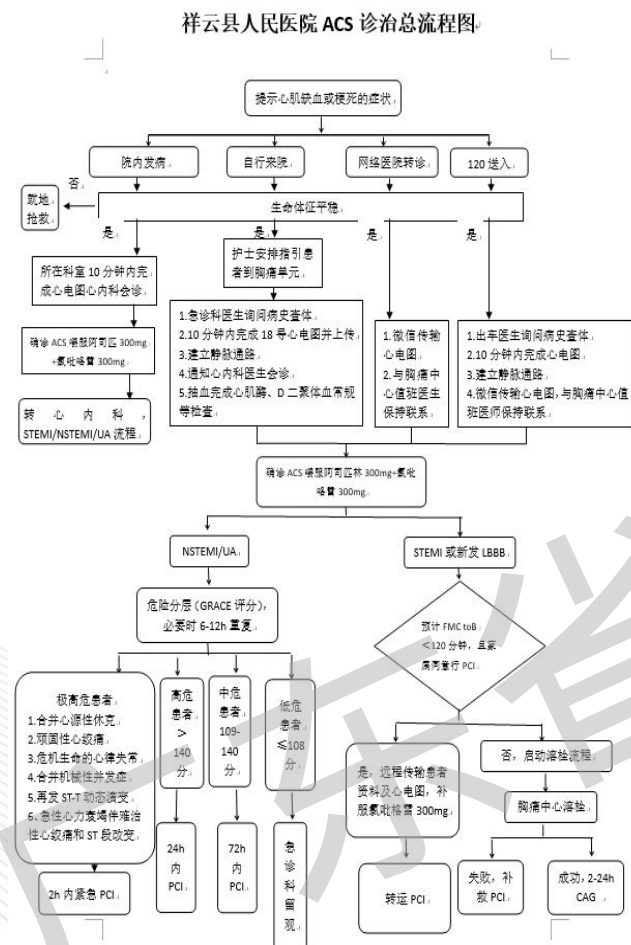 祥云县人民医院 ACS 诊治总流程图
提示心肌缺血或梗死的症状
院内发病
自行来院
网络医院转诊
120 送入
否
就地
抢救
生命体征平稳
是
是
是
是
所在科室 10 分钟内完
成心电图心内科会诊
护士安排指引患
者到胸痛单元
确诊 ACS 嚼服阿司匹 300mg
+氯吡咯雷 300mg
1.急诊科医生询问病史查体
2.10 分钟内完成 18 导心电图并上传
3.建立静脉通路
4.通知心内科医生会诊
5.抽血完成心肌酶、D 二聚体血常规
等检查
1.微信传输
心电图
2.与胸痛中
心值班医生
保持联系
1.出车医生询问病史查体
2.10 分钟内完成心电图
3.建立静脉通路
4.微信传输心电图,与胸痛中心值
班医师保持联系
转 心 内 科 ,
STEMI/NSTEMI/UA 流程
确诊 ACS 嚼服阿司匹林 300mg+氯吡
咯雷 300mg
NSTEMI/UA
STEMI 或新发 LBBB
危险分层(GRACE 评分),
必要时 6-12h 重复
预计 FMC toB
＜120 分钟，且家
属同意行 PCI
极高危患者
1.合并心源性休克
2.顽固性心绞痛
3.危机生命的心律失常
4.合并机械性并发症
5.再发 ST-T 动态演变
6、急性心力衰竭伴难治
性心绞痛和 ST 段改变
高危
患者
＞
140
分
中危
患者
109-
140
分
低危
患者
≤108
分
是，远程传输患者
资料及心电图，补
服氯吡格雷 300mg
否，启动溶栓流程
胸痛中心溶栓
2h 内紧急 PCI
24h
内
PCI
72h
内
PCI
急
诊
科
留
观
转运 PCI
失败，补
救 PCI
成功，2-24h
CAG
广东省